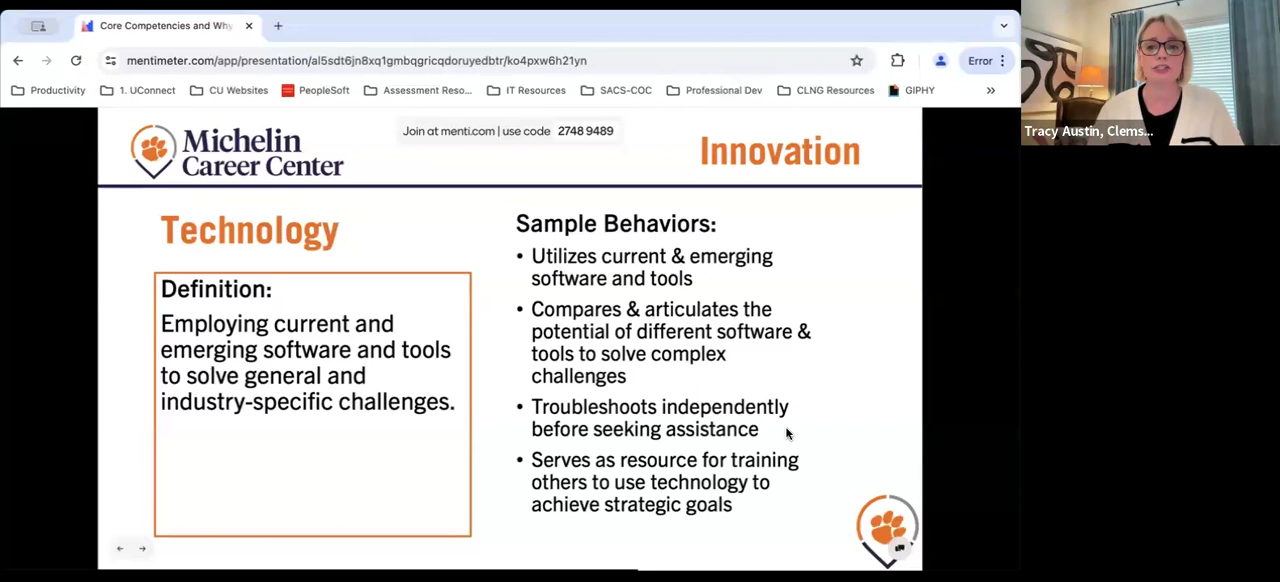 Core Competencies and Why
mentimeter.com/app/presentation/al5sdt6jn8xq1gmbqgricqdoruyedbtr/ko4pxw6h21yn
Error
Productivity
1. UConnect
CU Websites
PeopleSoft
Assessment Reso...
IT Resources
SACS-COC
Professional Dev
CLNG Resources
GIPHY
Tracy Austin, Clems...
Join at menti.com | use code 2748 9489
Michelin
Career Center
Innovation
Technology
Definition:
Employing current and
emerging software and tools
to solve general and
industry-specific challenges.
Sample Behaviors:
• Utilizes current & emerging
software and tools
• Compares & articulates the
potential of different software &
tools to solve complex
challenges
• Troubleshoots independently
before seeking assistance
• Serves as resource for training
others to use technology to
achieve strategic goals